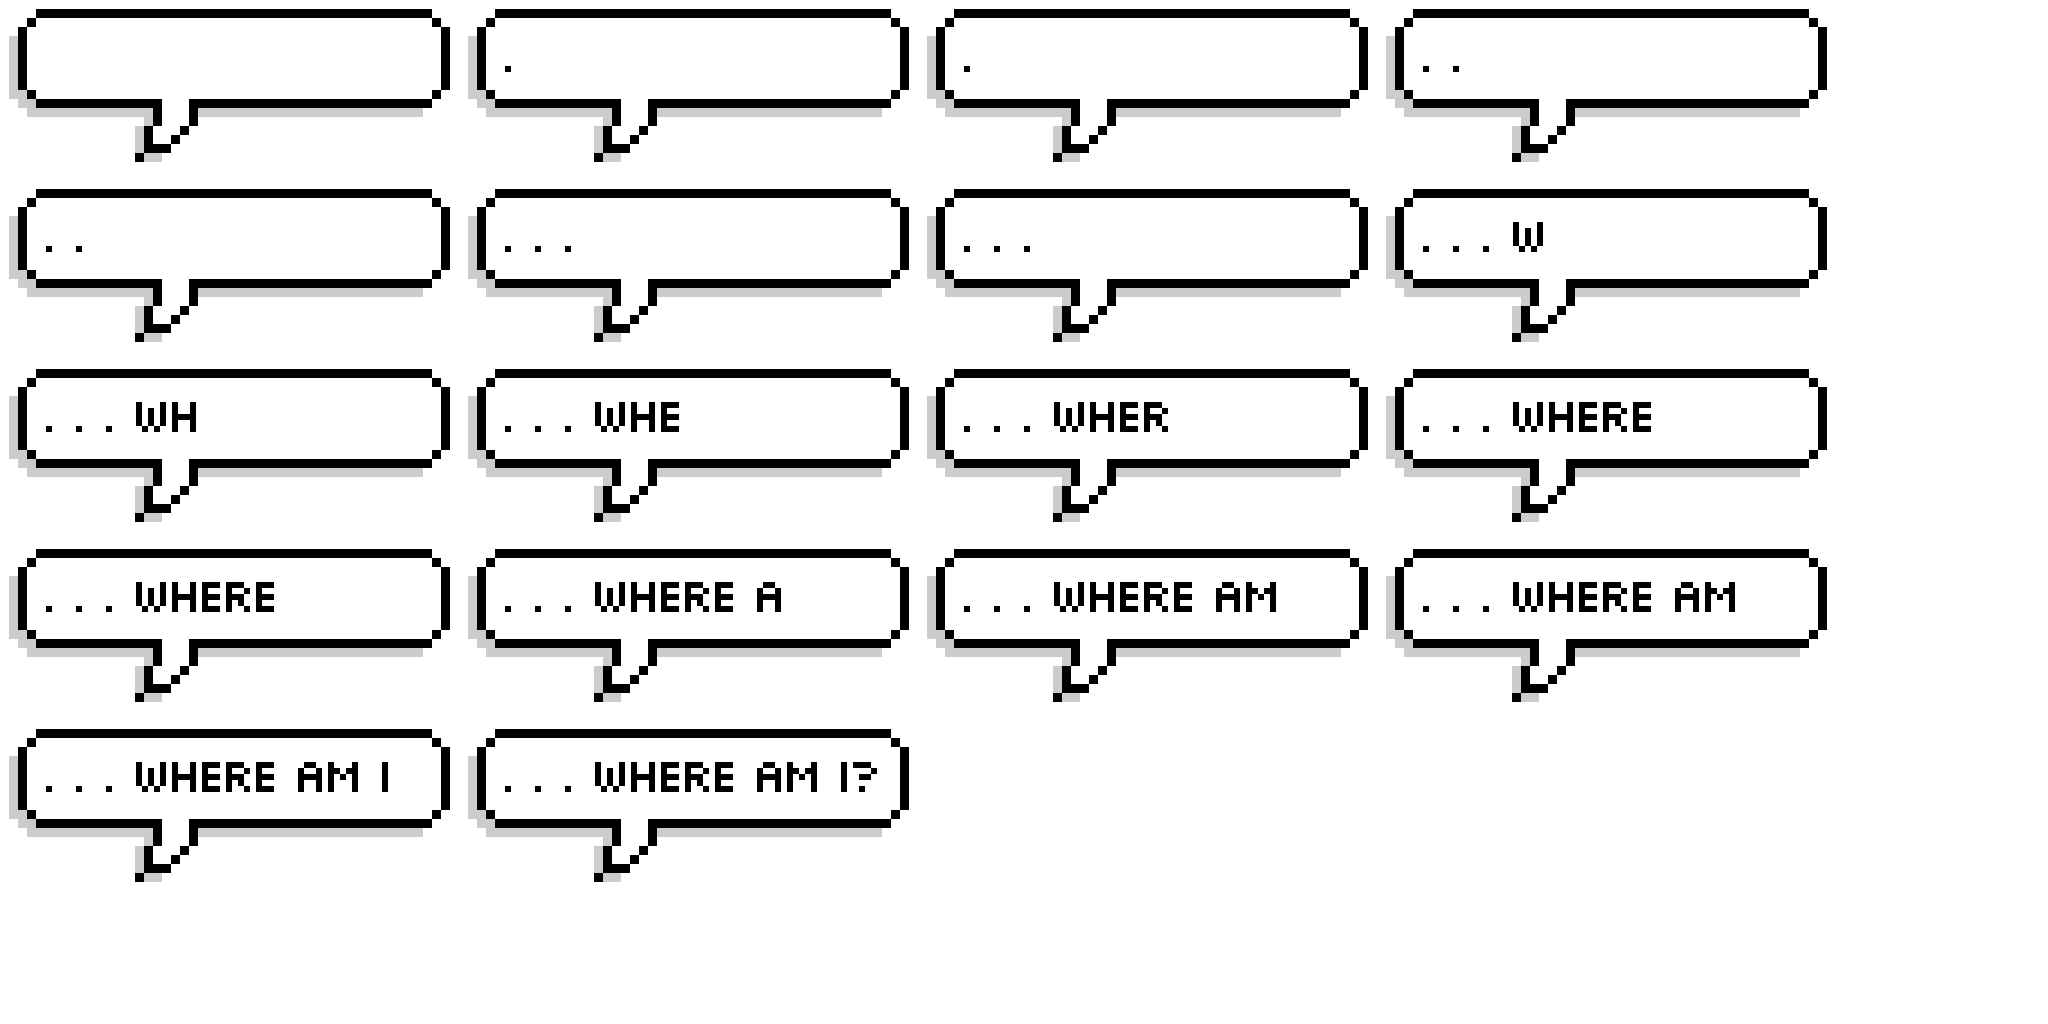 .
.
. .
. .
. . .
. . .
. . . W
. . . WH
. . . WHE
. . . WHER
. . . WHERE
. . . WHERE
. . . WHERE A
. . . WHERE AM
. . . WHERE AM
. . . WHERE AM I
. . . WHERE AM I?